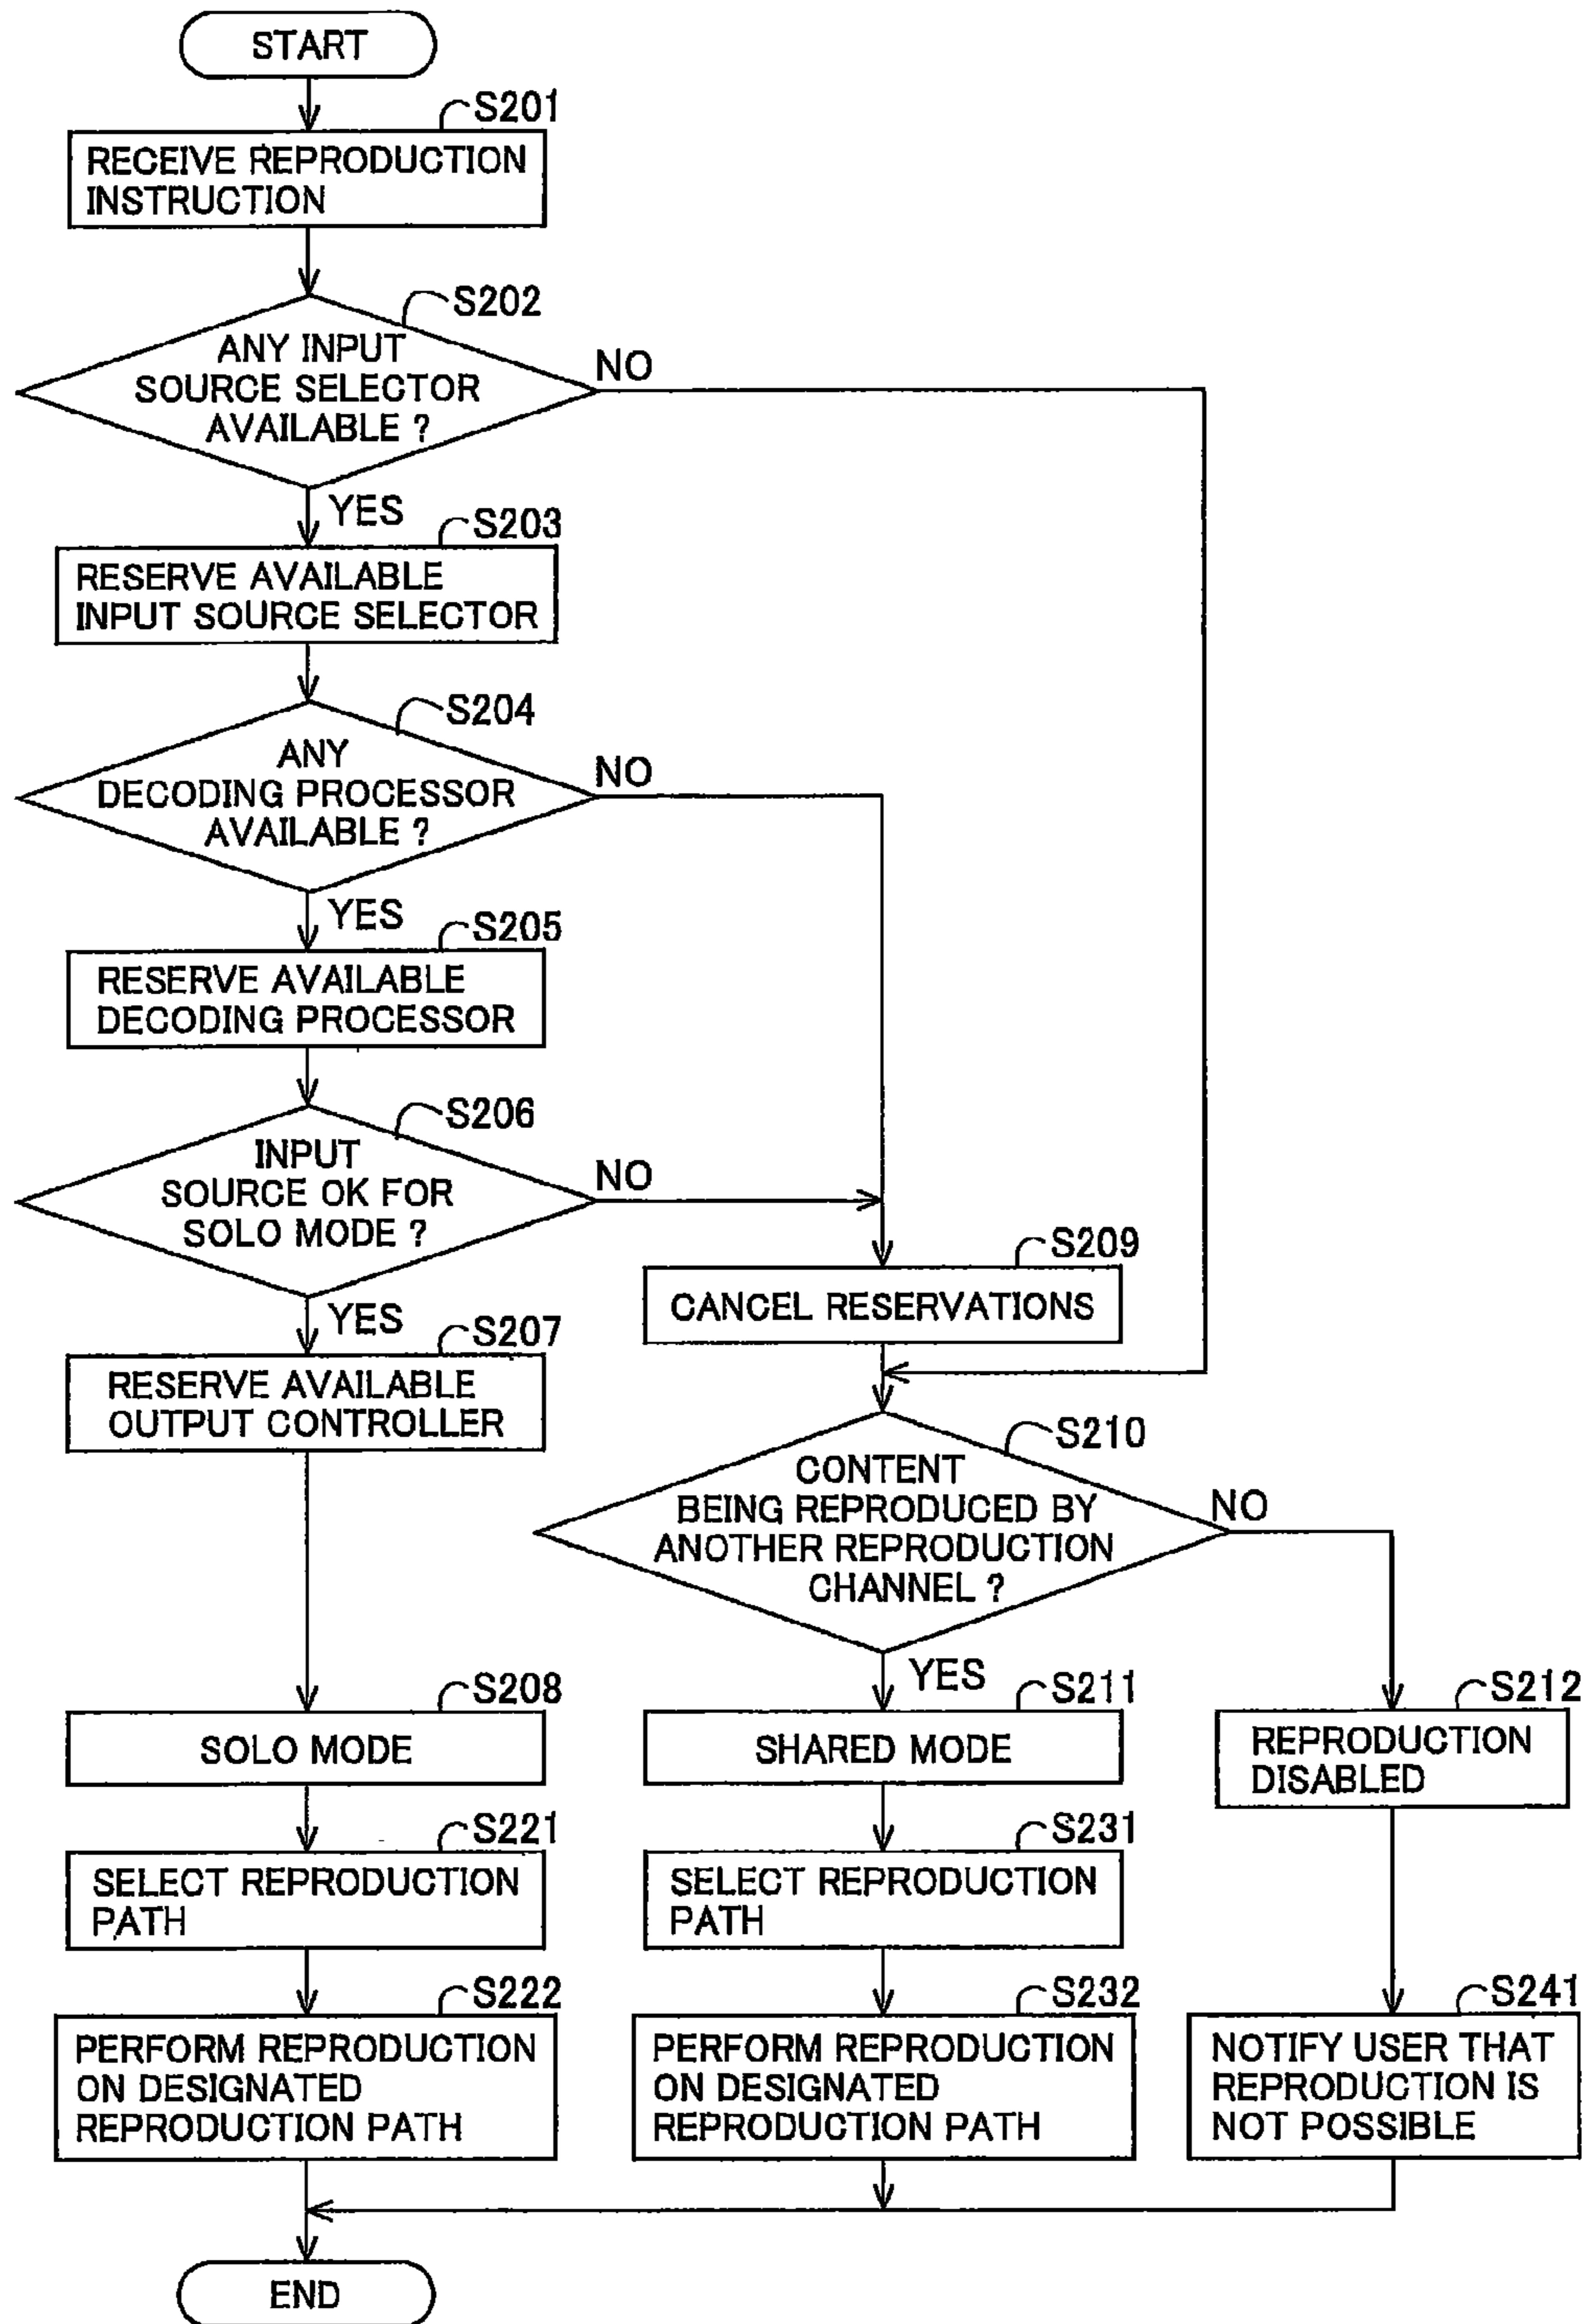 START
S201
RECEIVE REPRODUCTION
INSTRUCTION
S202
ANY INPUT
SOURCE SELECTOR
AVAILABLE ?
NO
YES
S203
RESERVE AVAILABLE
INPUT SOURCE SELECTOR
S204
ANY
DECODING PROCESSOR
AVAILABLE ?
NO
YES
S205
RESERVE AVAILABLE
DECODING PROCESSOR
S206
INPUT
SOURCE OK FOR
SOLO MODE ?
NO
YES
S207
RESERVE AVAILABLE
OUTPUT CONTROLLER
S209
CANCEL RESERVATIONS
S210
CONTENT
BEING REPRODUCED BY
ANOTHER REPRODUCTION
CHANNEL ?
NO
YES
S208
SOLO MODE
S211
SHARED MODE
S212
REPRODUCTION
DISABLED
S221
SELECT REPRODUCTION
PATH
S231
SELECT REPRODUCTION
PATH
S222
PERFORM REPRODUCTION
ON DESIGNATED
REPRODUCTION PATH
S232
PERFORM REPRODUCTION
ON DESIGNATED
REPRODUCTION PATH
S241
NOTIFY USER THAT
REPRODUCTION IS
NOT POSSIBLE
END